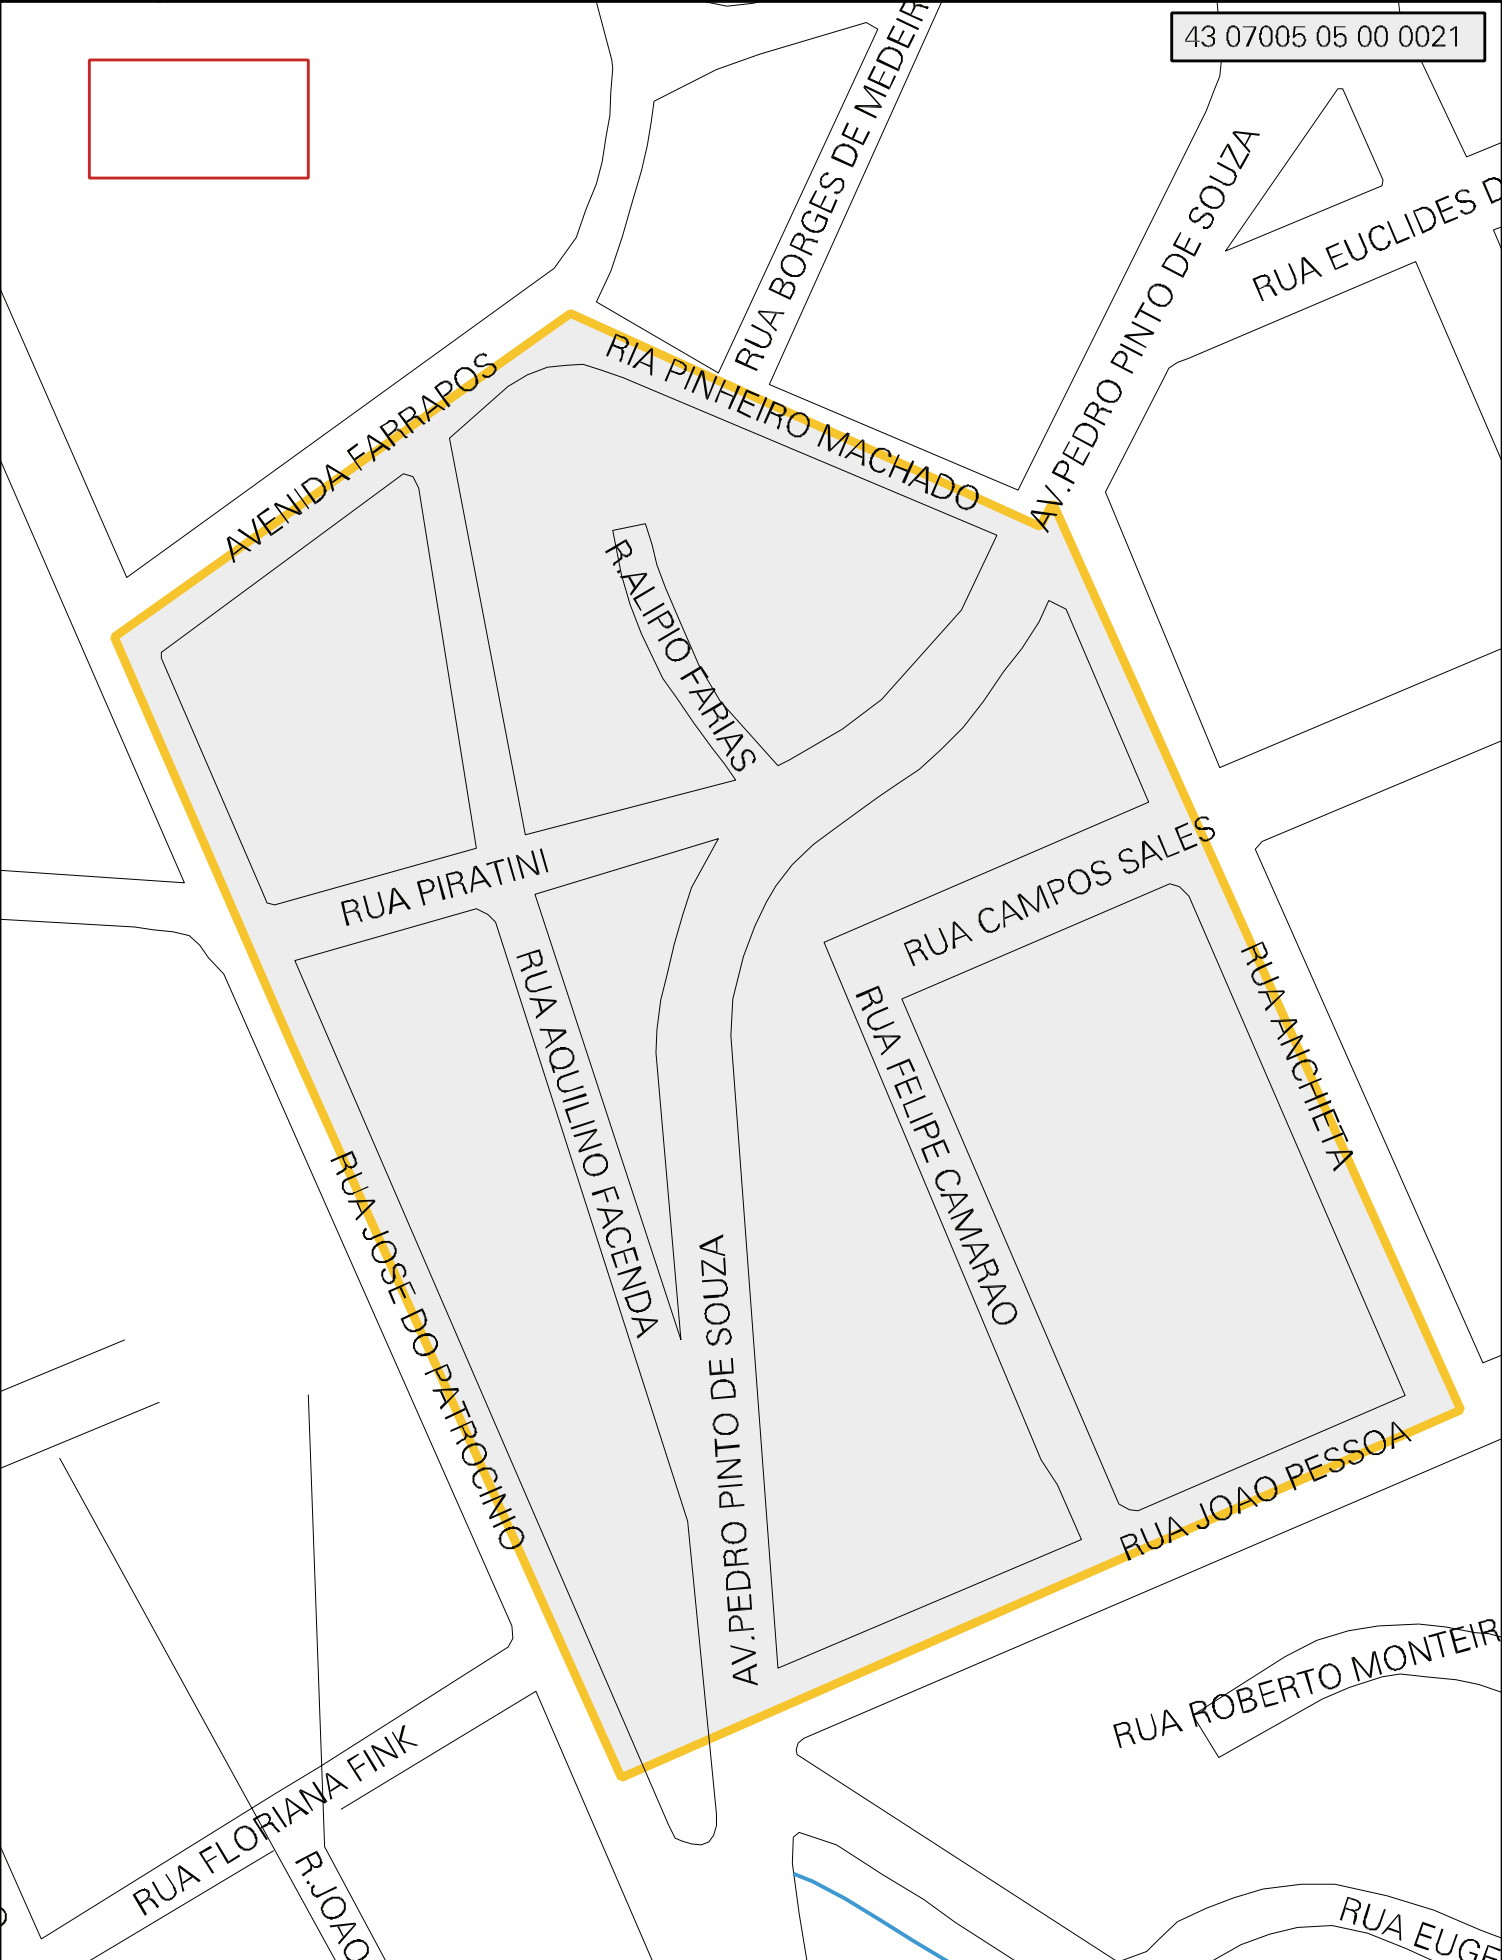 43 07005 05 00 0021
RUA BORGES DE MEDEIR
AV.PEDRO PINTO DE SOUZA
RUA EUCLIDES D
AVENIDA FARRAPOS
RIA PINHEIRO MACHADO
R.ALIPIO FARIAS
RUA PIRATINI
RUA CAMPOS SALES
RUA AQUILINO FACENDA
RUA FELIPE CAMARAO
RUA ANCHIETA
RUA JOSE DO PATROCINIO
AV.PEDRO PINTO DE SOUZA
RUA JOAO PESSOA
RUA ROBERTO MONTEIR
RUA FLORIANA FINK
R.JOAO
RUA EUGE